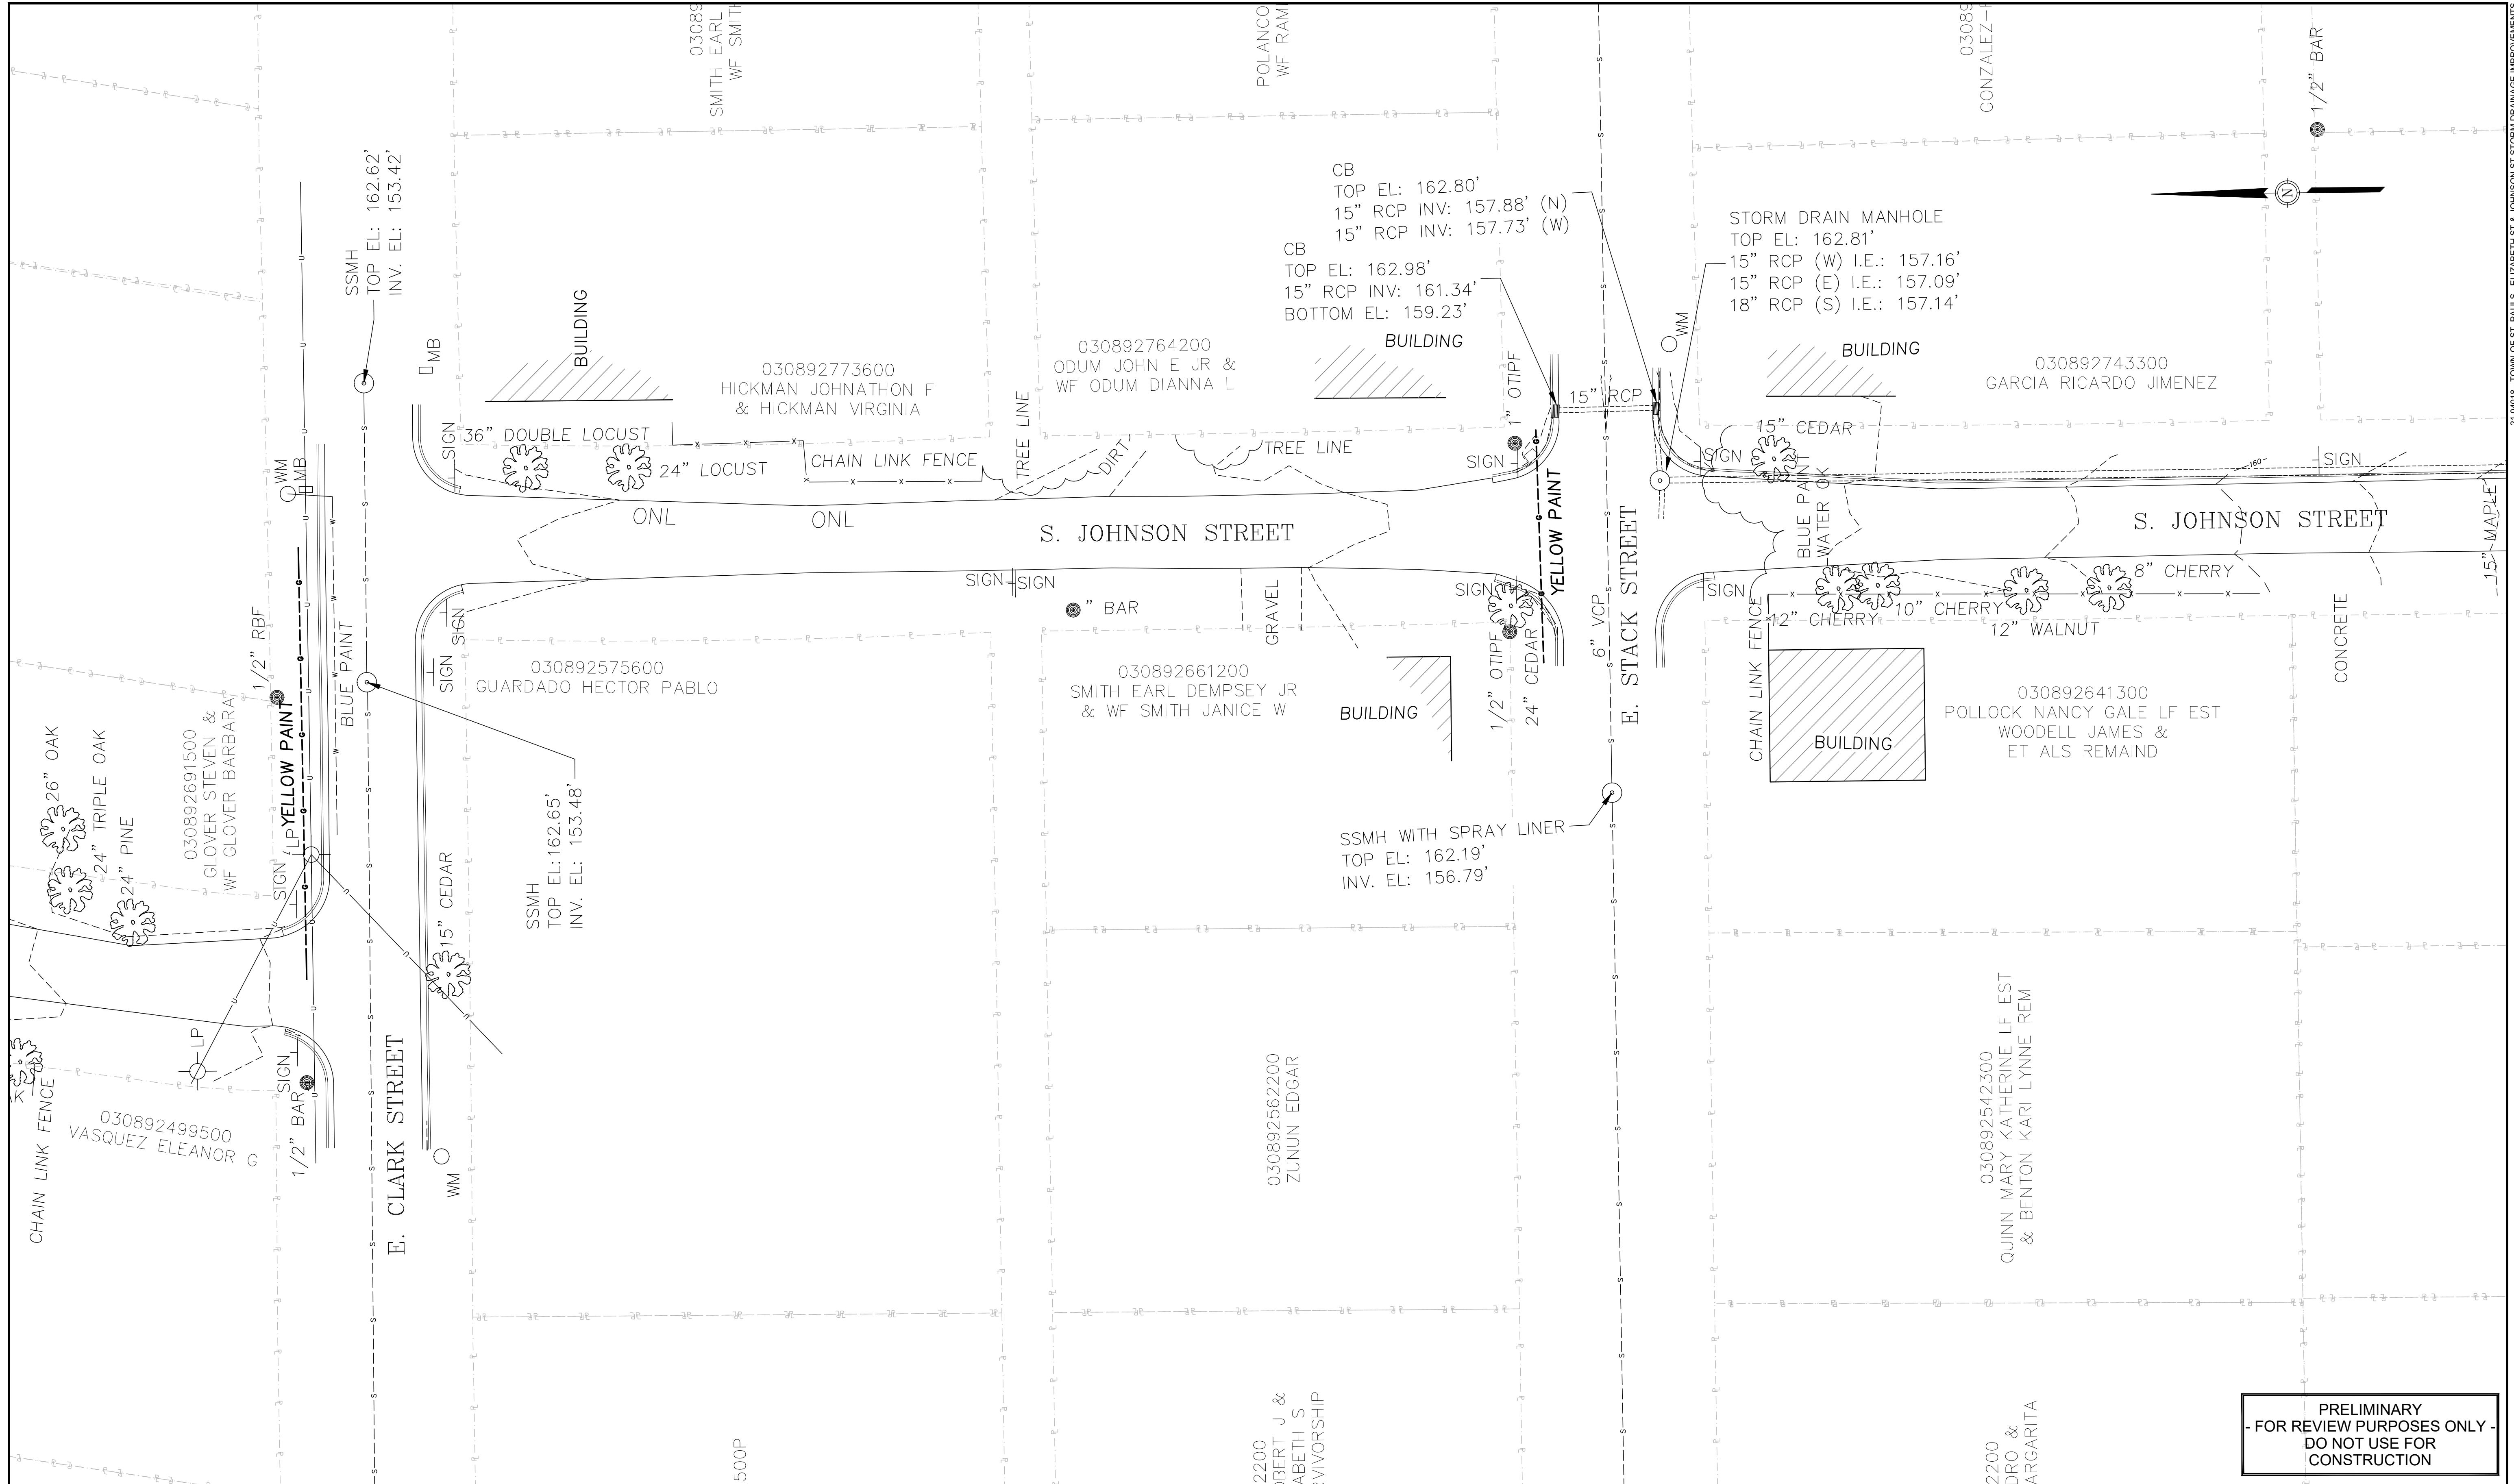 SMITH EARL
WF SMITH
POLANCO
WF RAMI
GONZALEZ-
1/2" BAR
SSMH
TOP EL: 162.62'
INV. EL: 153.42'
CB
TOP EL: 162.80'
15" RCP INV: 157.88' (N)
15" RCP INV: 157.73' (W)
CB
TOP EL: 162.98'
15" RCP INV: 161.34'
BOTTOM EL: 159.23'
STORM DRAIN MANHOLE
TOP EL: 162.81'
15" RCP (W) I.E.: 157.16'
15" RCP (E) I.E.: 157.09'
18" RCP (S) I.E.: 157.14'
N
BUILDING
MB
030892773600
HICKMAN JOHNATHON F
& HICKMAN VIRGINIA
030892764200
ODUM JOHN E JR &
WF ODUM DIANNA L
BUILDING
1" OTIPF
15" RCP
WM
BUILDING
030892743300
GARCIA RICARDO JIMENEZ
SIGN
36" DOUBLE LOCUST
24" LOCUST
CHAIN LINK FENCE
TREE LINE
DIRT
TREE LINE
SIGN
SIGN
15" CEDAR
160
SIGN
WM
MB
ONL
ONL
S. JOHNSON STREET
YELLOW PAINT
BLUE PAIN
WATER OK
S. JOHNSON STREET
15" MAPLE
SIGN
SIGN
SIGN
SIGN
" BAR
GRAVEL
SIGN
1/2" OTIPF
24" CEDAR
6" VCP
E. STACK STREET
SIGN
CHAIN LINK FENCE
12" CHERRY
10" CHERRY
12" WALNUT
8" CHERRY
CONCRETE
1/2" RBF
YELLOW PAINT
BLUE PAINT
030892575600
GUARDADO HECTOR PABLO
030892661200
SMITH EARL DEMPSEY JR
& WF SMITH JANICE W
BUILDING
BUILDING
030892641300
POLLOCK NANCY GALE LF EST
WOODELL JAMES &
ET ALS REMAIND
26" OAK
24" TRIPLE OAK
24" PINE
030892691500
GLOVER STEVEN &
WF GLOVER BARBARA
SIGN
LP
SSMH
TOP EL:162.65'
INV. EL: 153.48'
SSMH WITH SPRAY LINER
TOP EL: 162.19'
INV. EL: 156.79'
15" CEDAR
LP
SIGN
1/2" BAR
CHAIN LINK FENCE
030892499500
VASQUEZ ELEANOR G
E. CLARK STREET
WM
030892562200
ZUNUN EDGAR
030892542300
QUINN MARY KATHERINE LF EST
& BENTON KARI LYNNE REM
500P
2200
OBERT J &
ABETH S
RVIVORSHIP
2200
DRO &
ARGARITA
PRELIMINARY
- FOR REVIEW PURPOSES ONLY -
DO NOT USE FOR
CONSTRUCTION